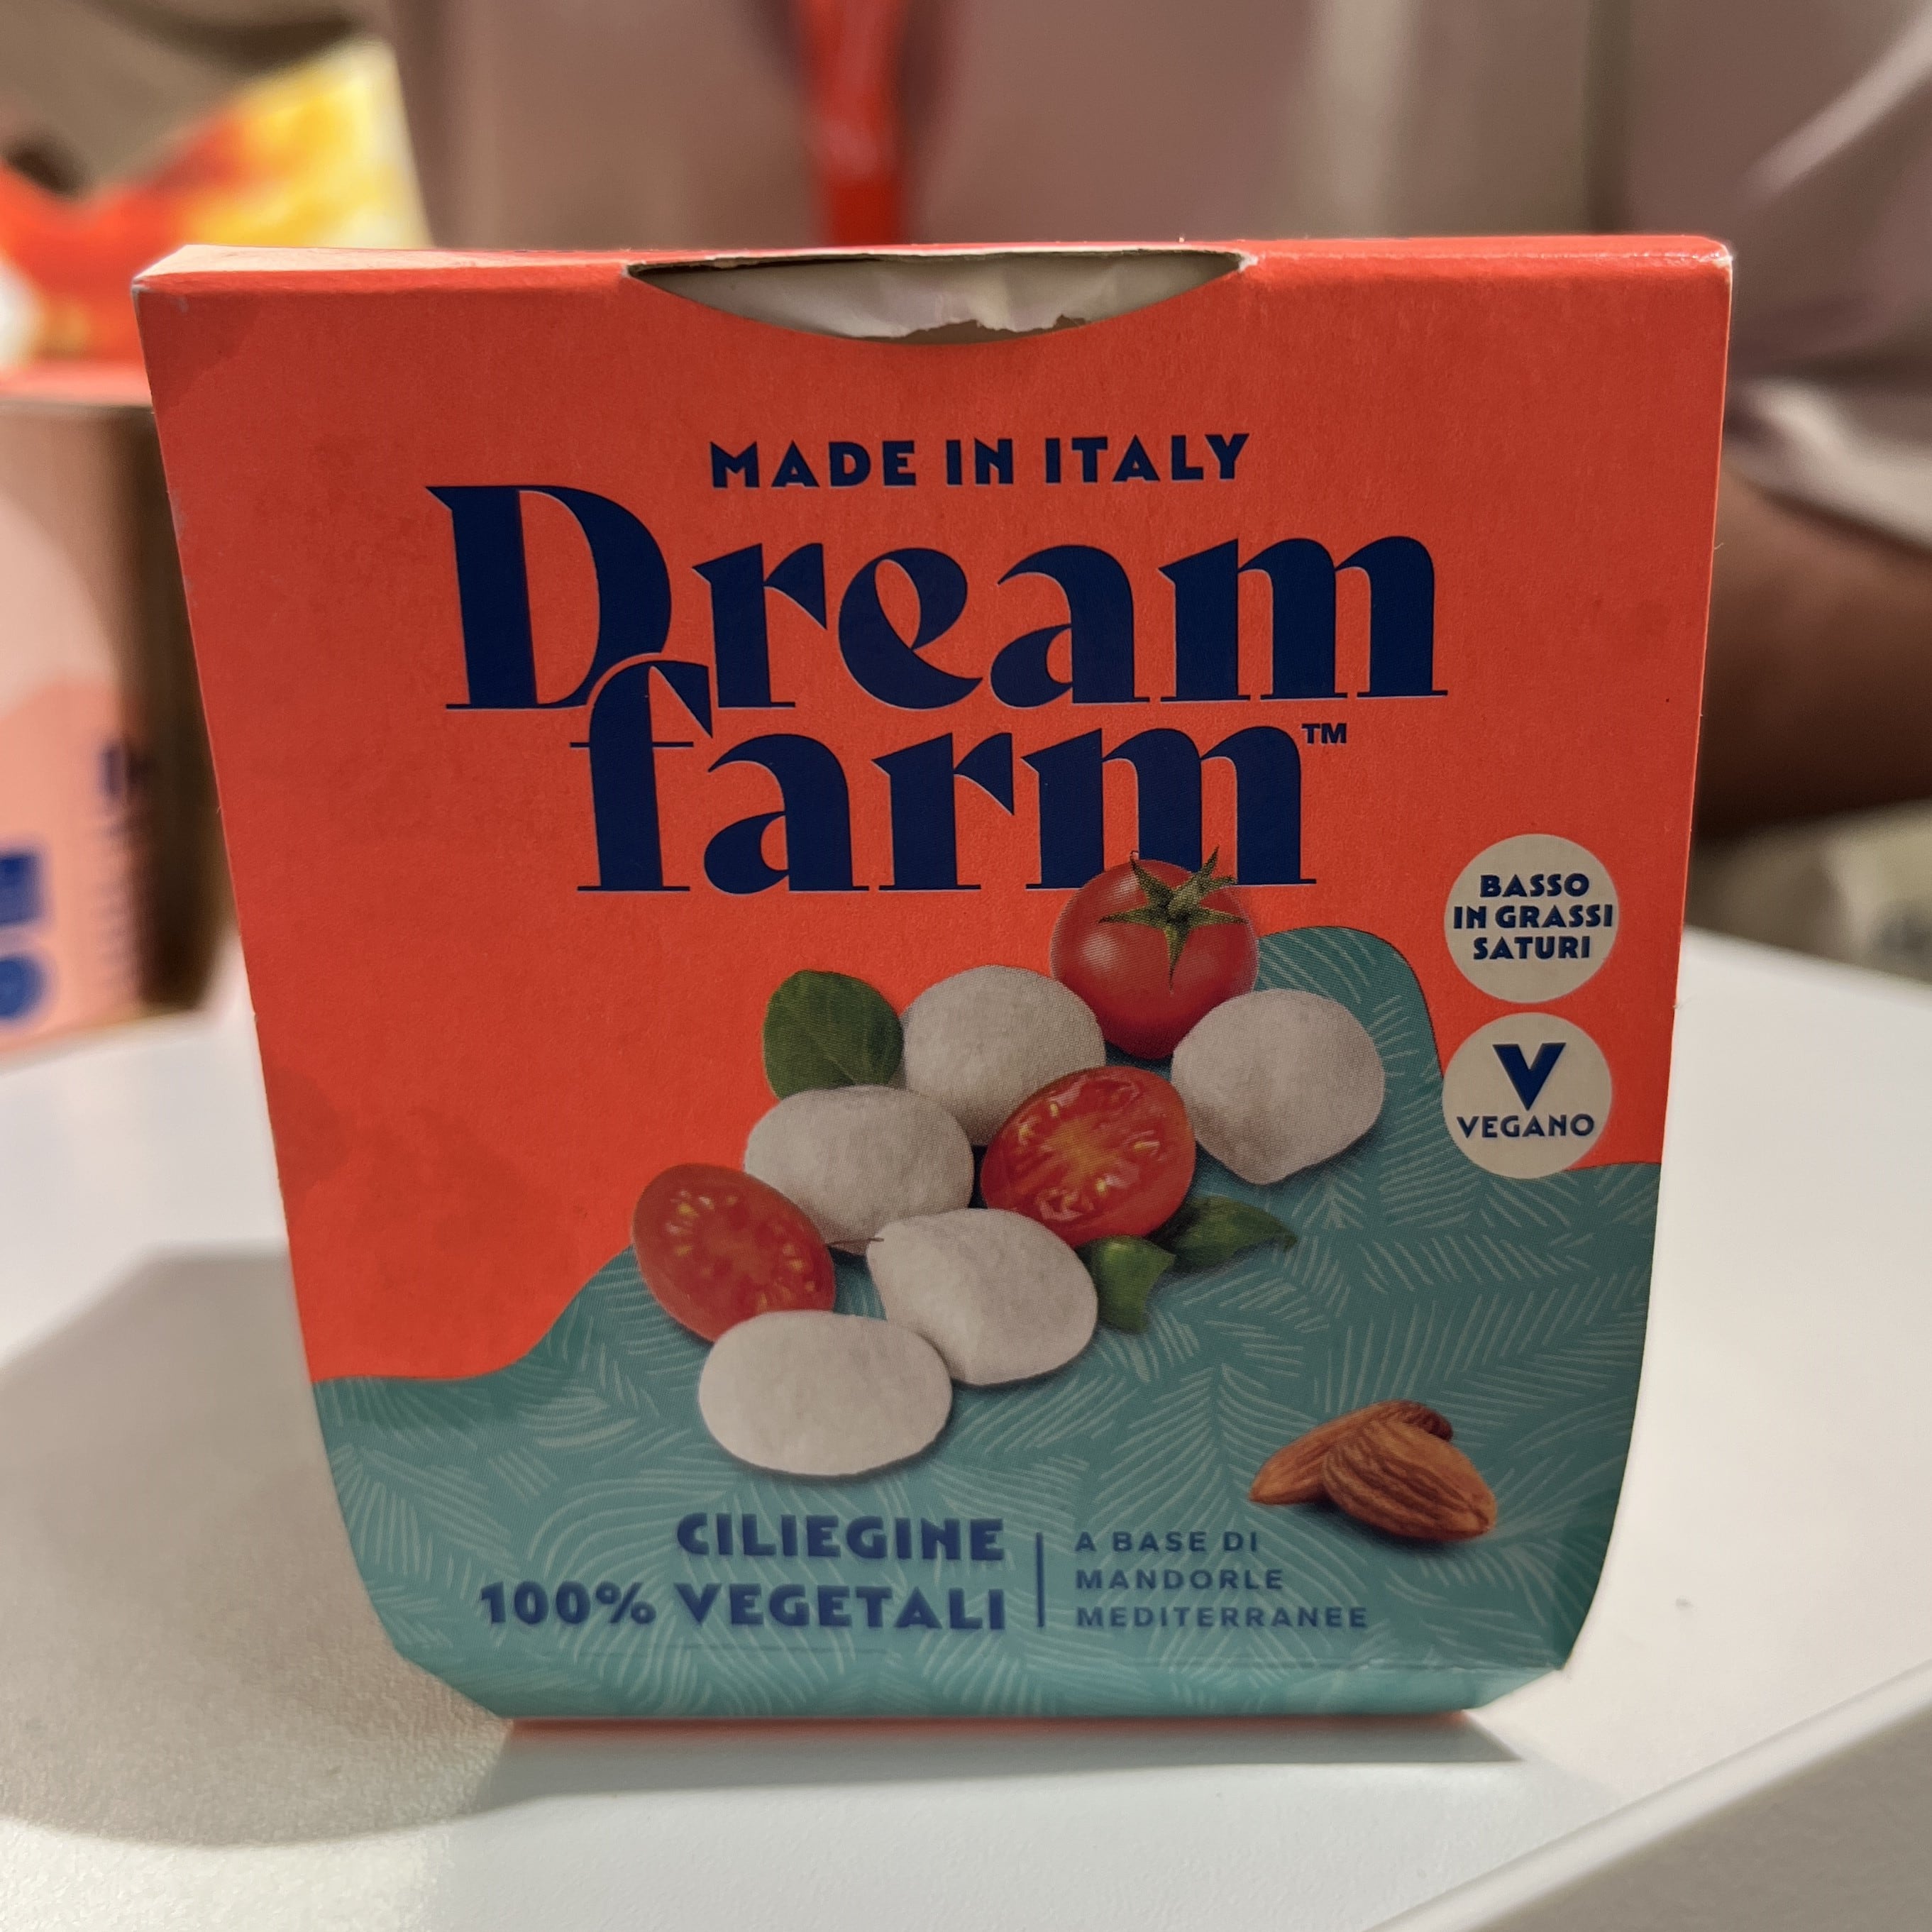 MADE IN ITALY
Dream
farm™
BASSO
IN GRASSI
SATURI
V
VEGANO
CILIEGINE
100% VEGETALI
A BASE DI
MANDORLE
MEDITERRANEE